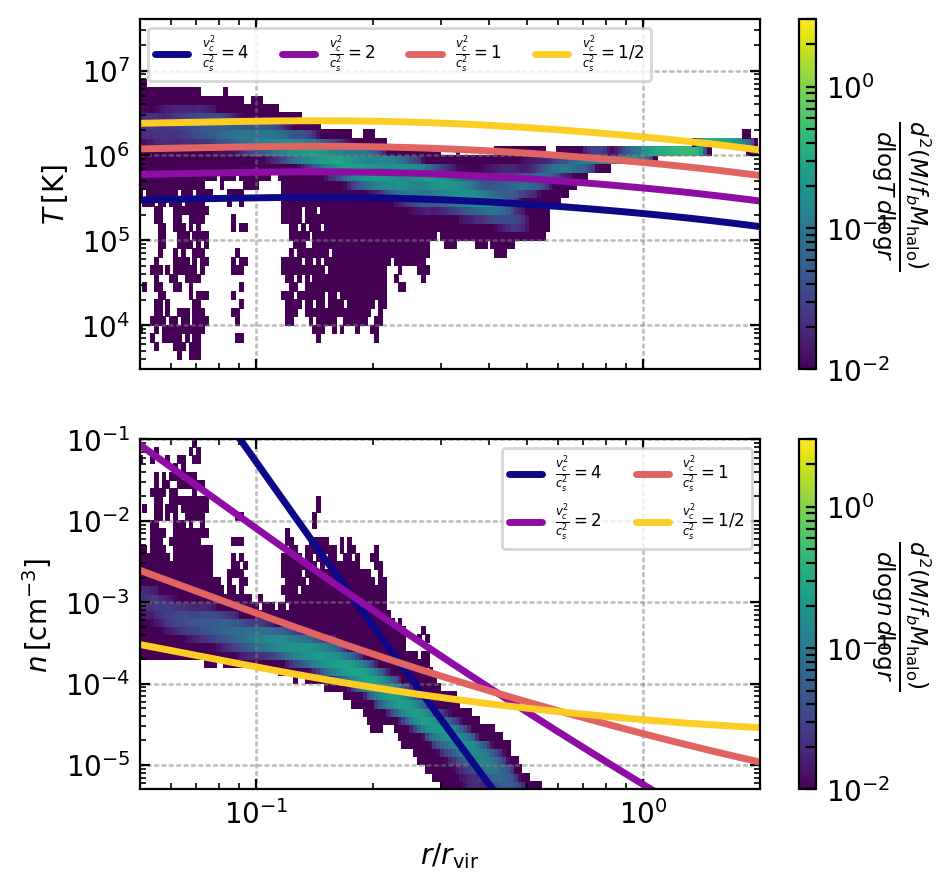 v_c^2/c_s^2 = 4 v_c^2/c_s^2 = 2 v_c^2/c_s^2 = 1 v_c^2/c_s^2 = 1/2
T [K]
10^7
10^6
10^5
10^4
10^0
10^-1
10^-2
d^2(M/f_b M_halo)
dlogT dlogr
v_c^2/c_s^2 = 4 v_c^2/c_s^2 = 1
v_c^2/c_s^2 = 2 v_c^2/c_s^2 = 1/2
n [cm^-3]
10^-1
10^-2
10^-3
10^-4
10^-5
10^0
10^-1
10^-2
d^2(M/f_b M_halo)
dlogn dlogr
10^-1 10^0
r/r_vir